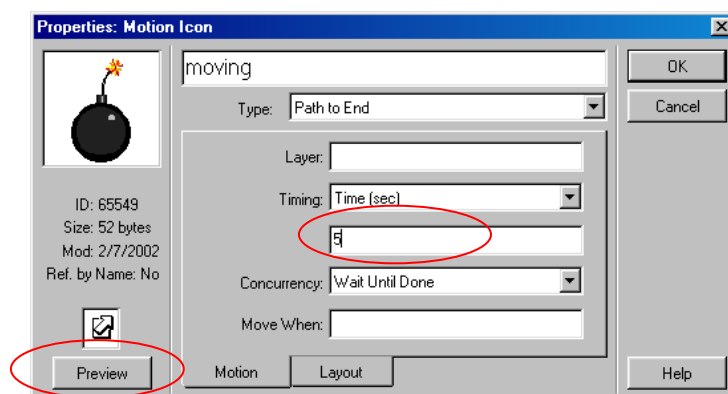 Properties: Motion Icon
moving
OK
Type: Path to End
Cancel
Layer:
Timing: Time (sec)
5
Concurrency: Wait Until Done
Move When:
ID: 65549
Size: 52 bytes
Mod: 2/7/2002
Ref. by Name: No
Preview
Motion
Layout
Help